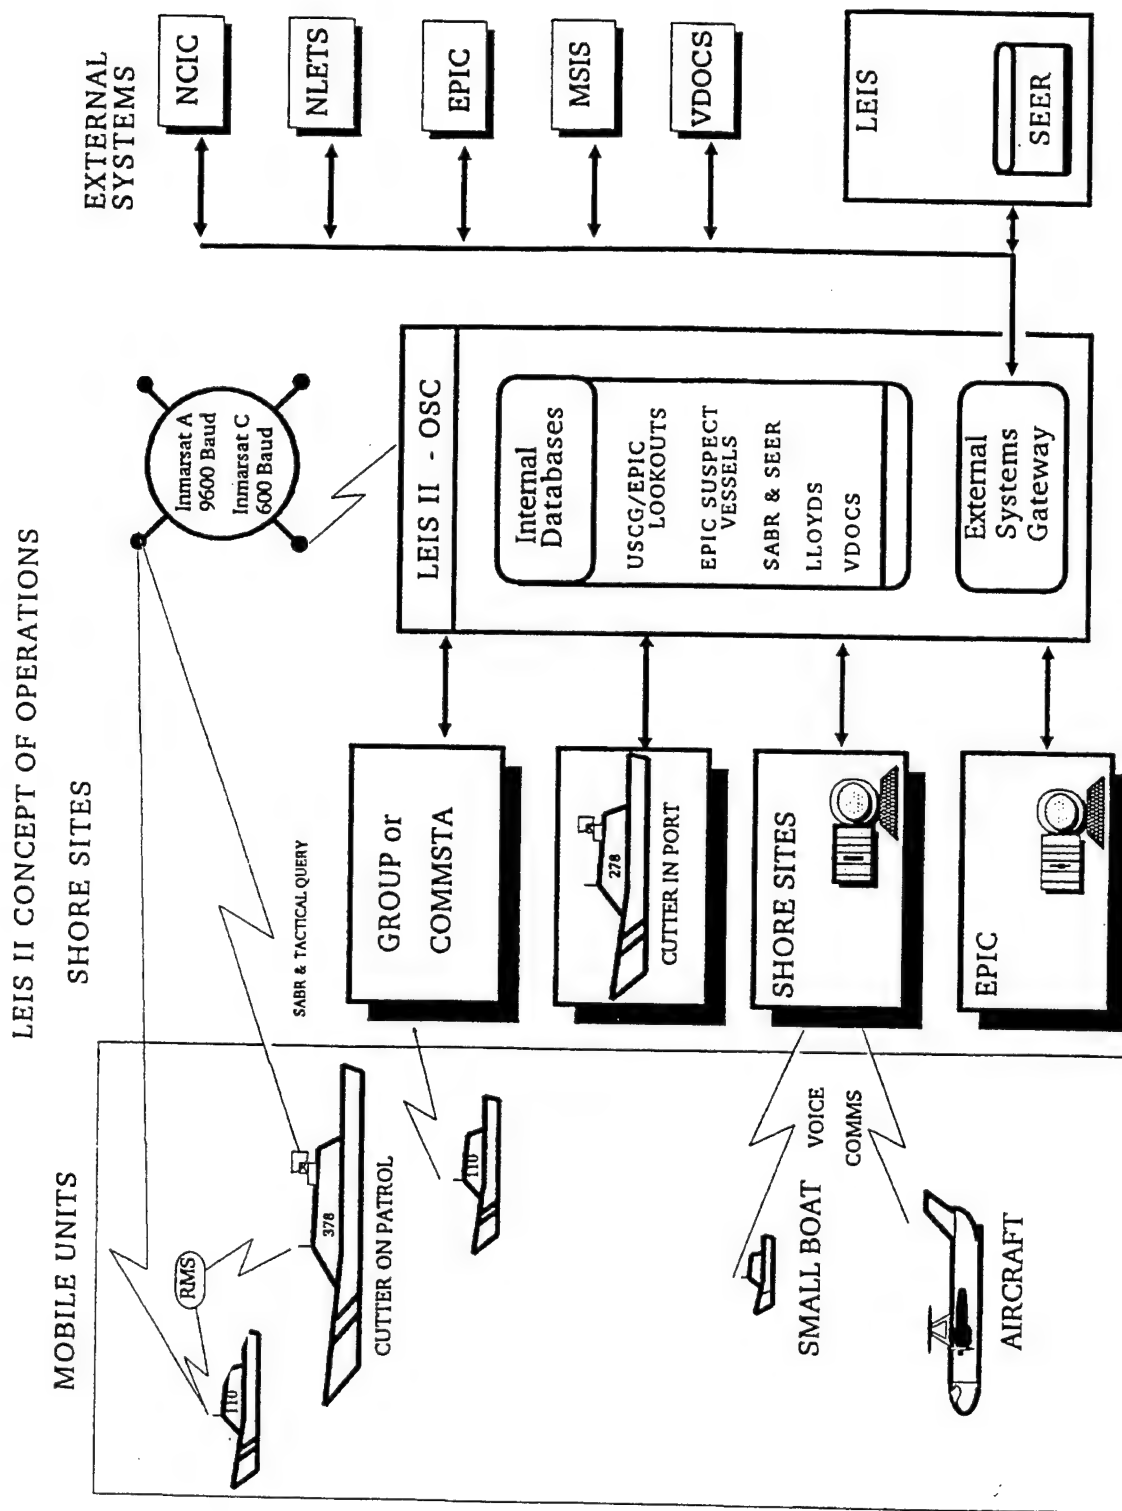 LEIS II CONCEPT OF OPERATIONS
MOBILE UNITS
SHORE SITES
EXTERNAL
SYSTEMS
110
RMS
378
CUTTER ON PATROL
110
SMALL BOAT
VOICE
COMMS
AIRCRAFT
SABR & TACTICAL QUERY
GROUP or
COMMSTA
278
CUTTER IN PORT
SHORE SITES
EPIC
Inmarsat A
9600 Baud
Inmarsat C
600 Baud
LEIS II - OSC
Internal
Databases
USCG/EPIC
LOOKOUTS
EPIC SUSPECT
VESSELS
SABR & SEER
LLOYDS
VDOCS
External
Systems
Gateway
NCIC
NLETS
EPIC
MSIS
VDOCS
LEIS
SEER